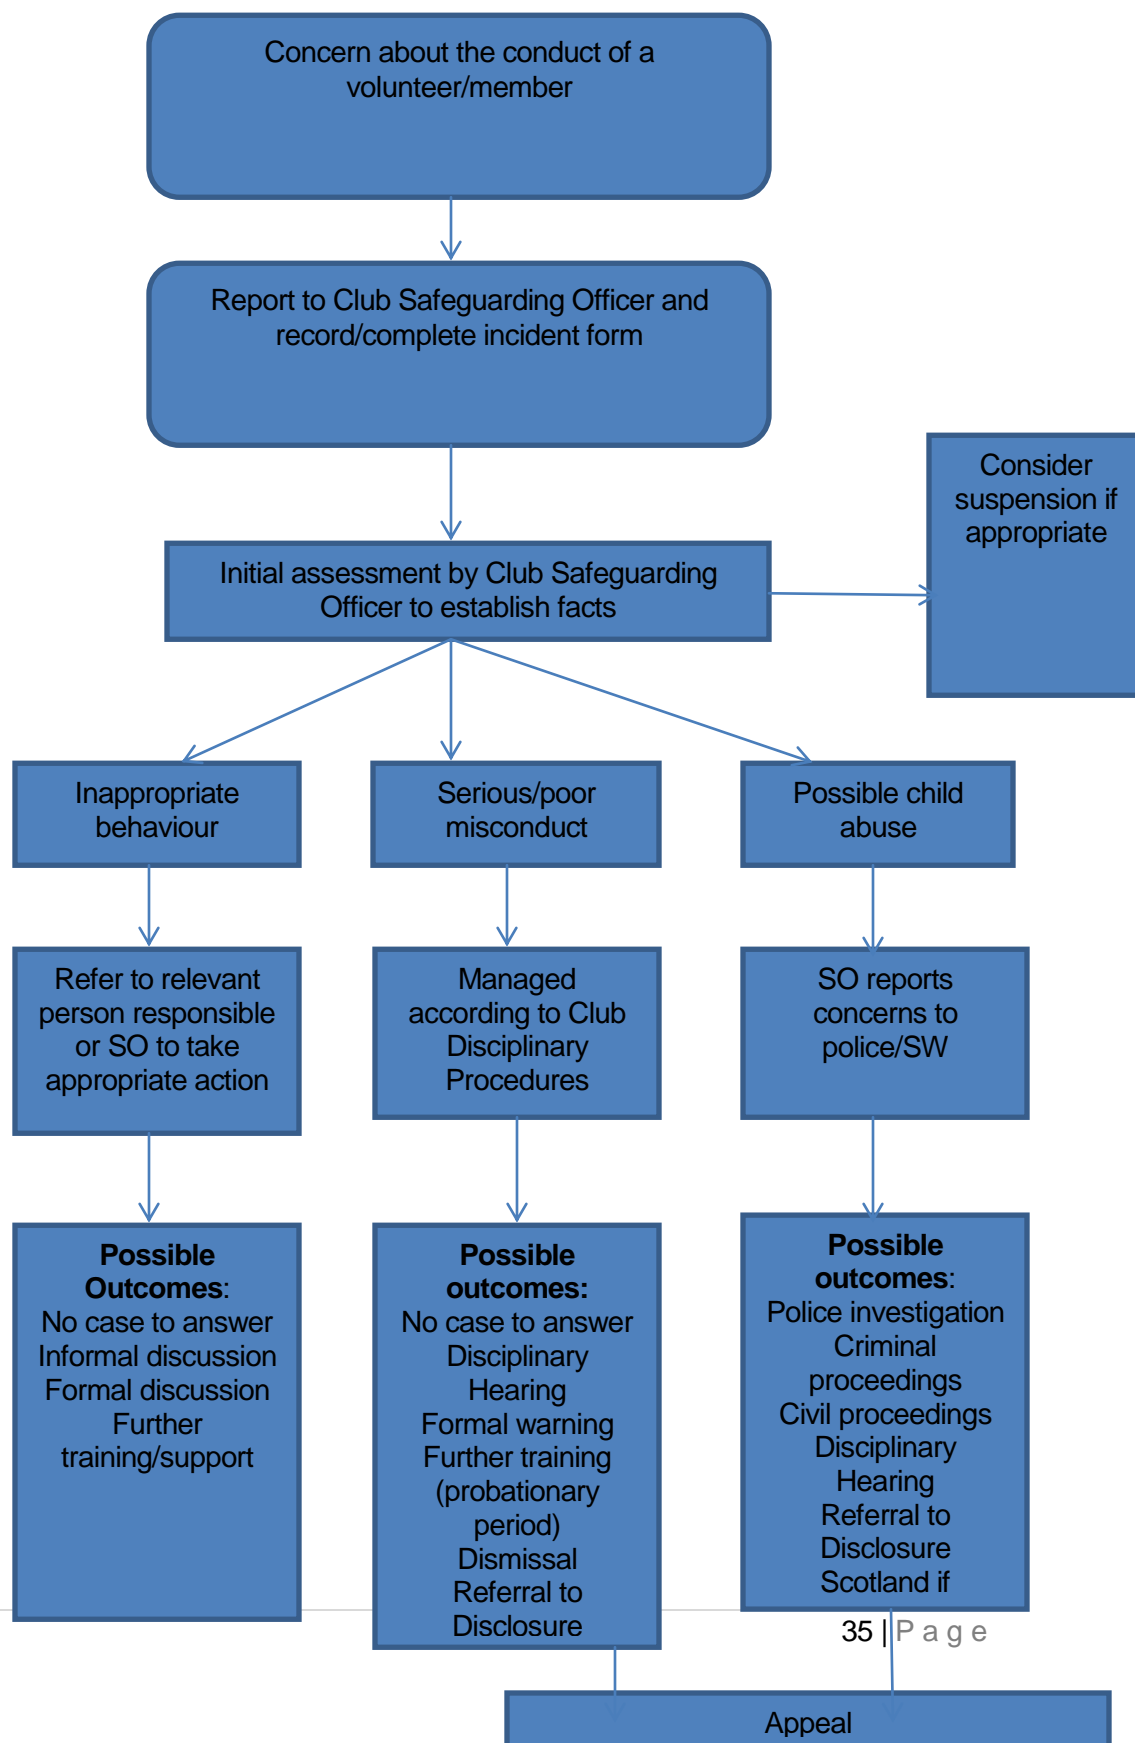 Concern about the conduct of a
volunteer/member
Report to Club Safeguarding Officer and
record/complete incident form
Consider
suspension if
appropriate
Initial assessment by Club Safeguarding
Officer to establish facts
Inappropriate
behaviour
Serious/poor
misconduct
Possible child
abuse
Refer to relevant
person responsible
or SO to take
appropriate action
Managed
according to Club
Disciplinary
Procedures
SO reports
concerns to
police/SW
Possible
Outcomes:
No case to answer
Informal discussion
Formal discussion
Further
training/support
Possible
outcomes:
No case to answer
Disciplinary
Hearing
Formal warning
Further training
(probationary
period)
Dismissal
Referral to
Disclosure
Possible
outcomes:
Police investigation
Criminal
proceedings
Civil proceedings
Disciplinary
Hearing
Referral to
Disclosure
Scotland if
35 | P a g e
Appeal